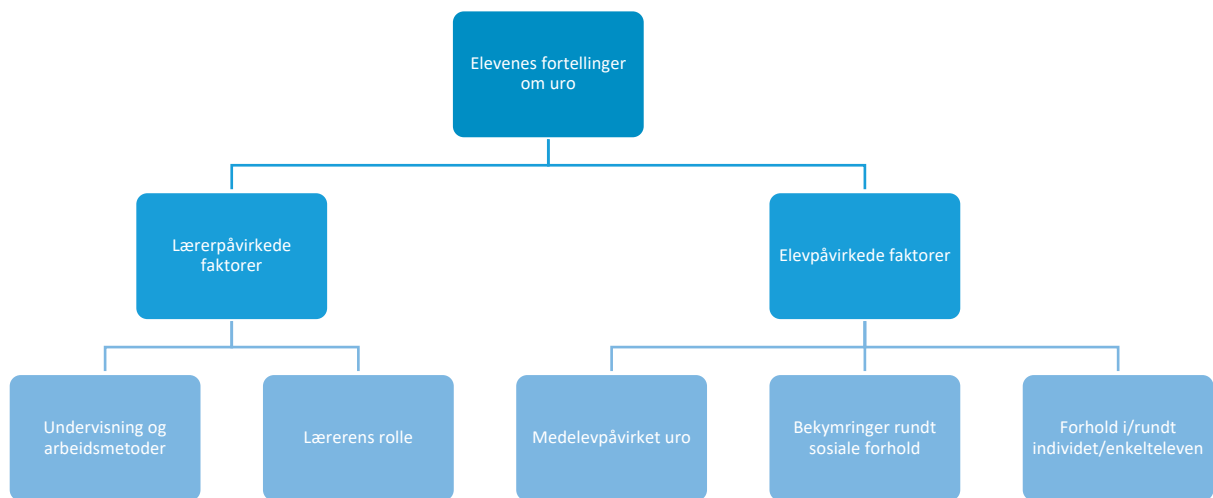 Elevenes fortellinger
om uro
Lærerpåvirkede
faktorer
Elevpåvirkede faktorer
Undervisning og
arbeidsmetoder
Lærerens rolle
Medelevpåvirket uro
Bekymringer rundt
sosiale forhold
Forhold i/rundt
individet/enkelteleven